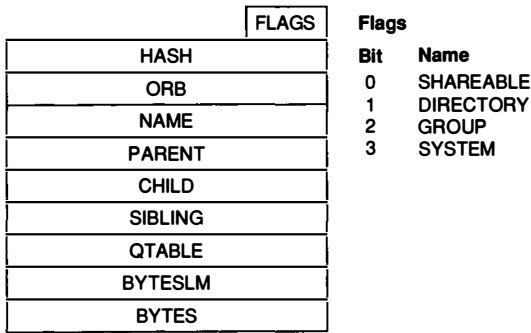 FLAGS
HASH
ORB
NAME
PARENT
CHILD
SIBLING
QTABLE
BYTESLM
BYTES
Flags
Bit Name
0 SHAREABLE
1 DIRECTORY
2 GROUP
3 SYSTEM